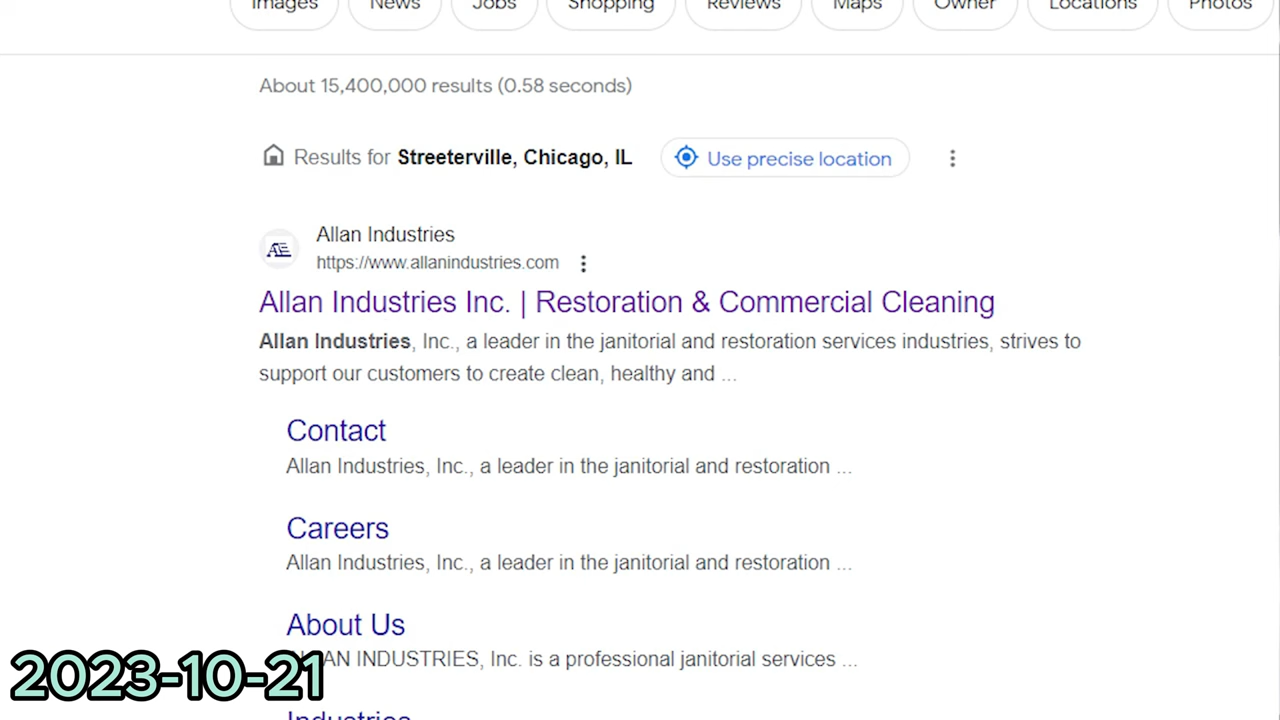 Images News Jobs Shopping Reviews Maps Owner Locations Photos
About 15,400,000 results (0.58 seconds)
Results for Streeterville, Chicago, IL Use precise location
Allan Industries
https://www.allanindustries.com
Allan Industries Inc. | Restoration & Commercial Cleaning
Allan Industries, Inc., a leader in the janitorial and restoration services industries, strives to
support our customers to create clean, healthy and ...
Contact
Allan Industries, Inc., a leader in the janitorial and restoration ...
Careers
Allan Industries, Inc., a leader in the janitorial and restoration ...
About Us
INDUSTRIES, Inc. is a professional janitorial services ...
2023-10-21
Industries